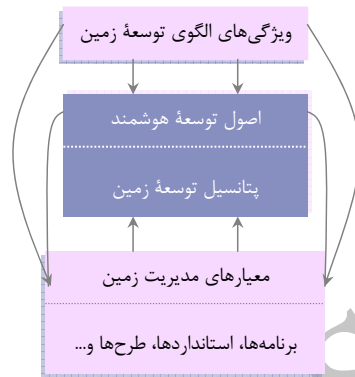 ویژگی‌های الگوی توسعهٔ زمین
اصول توسعهٔ هوشمند
پتانسیل توسعهٔ زمین
معیارهای مدیریت زمین
برنامه‌ها، استانداردها، طرح‌ها و...